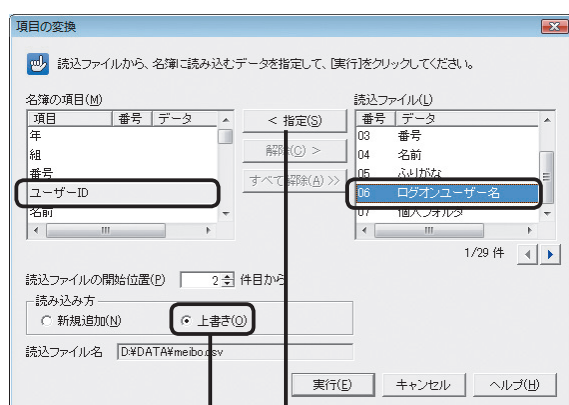 項目の変換
読込ファイルから、名簿に読み込むデータを指定して、[実行]をクリックしてください。
名簿の項目(M)
項目 番号 データ
年
組
番号
ユーザーID
名前
< 指定(S)
解除(C) >
すべて解除(A) >>
読込ファイル(L)
番号 データ
03 番号
04 名前
05 ふりがな
06 ログオンユーザー名
07 個人フォルダ
1/29 件
読込ファイルの開始位置(P) 2 件目から
読み込み方
新規追加(N) 上書き(O)
読込ファイル名 D:¥DATA¥meibo.csv
実行(E) キャンセル ヘルプ(H)